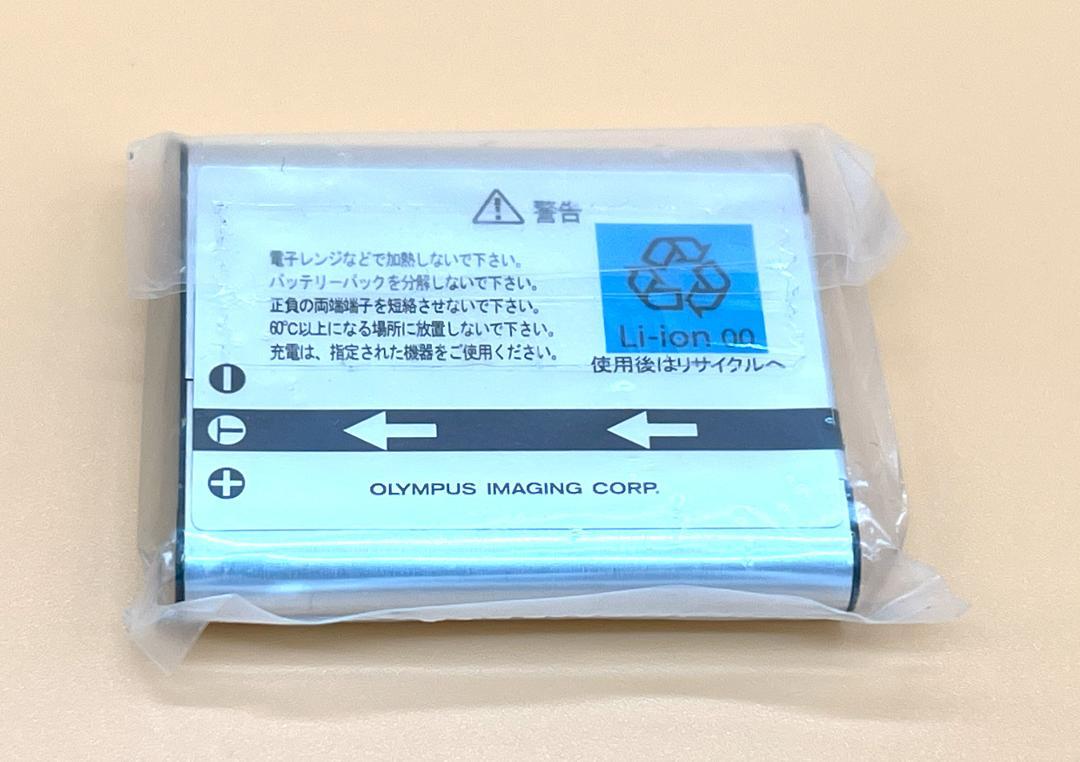 警告
電子レンジなどで加熱しないで下さい。
バッテリーパックを分解しないで下さい。
正負の両端端子を短絡させないで下さい。
60℃以上になる場所に放置しないで下さい。
充電は、指定された機器をご使用ください。
Li-ion 00
使用後はリサイクルへ
T
OLYMPUS IMAGING CORP.